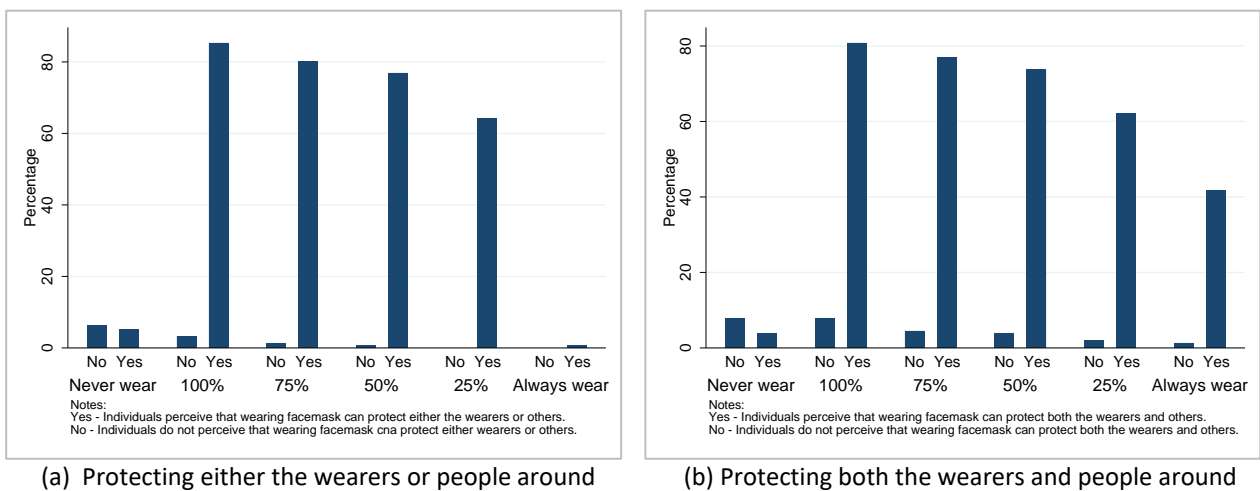 80
60
40
20
0
Percentage
No Yes No Yes No Yes No Yes No Yes No Yes
Never wear 100% 75% 50% 25% Always wear
Notes:
Yes - Individuals perceive that wearing facemask can protect either the wearers or others.
No - Individuals do not perceive that wearing facemask cna protect either wearers or others.
(a) Protecting either the wearers or people around
80
60
40
20
0
Percentage
No Yes No Yes No Yes No Yes No Yes No Yes
Never wear 100% 75% 50% 25% Always wear
Notes:
Yes - Individuals perceive that wearing facemask can protect both the wearers and others.
No - Individuals do not perceive that wearing facemask can protect both the wearers and others.
(b) Protecting both the wearers and people around